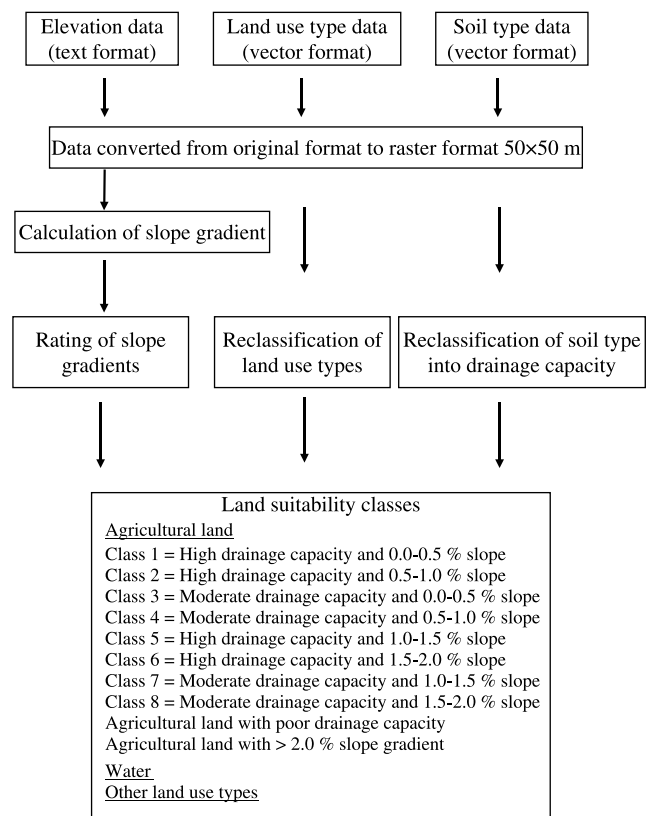 Elevation data
(text format)
Land use type data
(vector format)
Soil type data
(vector format)
Data converted from original format to raster format 50×50 m
Calculation of slope gradient
Rating of slope
gradients
Reclassification of
land use types
Reclassification of soil type
into drainage capacity
Land suitability classes
Agricultural land
Class 1 = High drainage capacity and 0.0-0.5 % slope
Class 2 = High drainage capacity and 0.5-1.0 % slope
Class 3 = Moderate drainage capacity and 0.0-0.5 % slope
Class 4 = Moderate drainage capacity and 0.5-1.0 % slope
Class 5 = High drainage capacity and 1.0-1.5 % slope
Class 6 = High drainage capacity and 1.5-2.0 % slope
Class 7 = Moderate drainage capacity and 1.0-1.5 % slope
Class 8 = Moderate drainage capacity and 1.5-2.0 % slope
Agricultural land with poor drainage capacity
Agricultural land with > 2.0 % slope gradient
Water
Other land use types